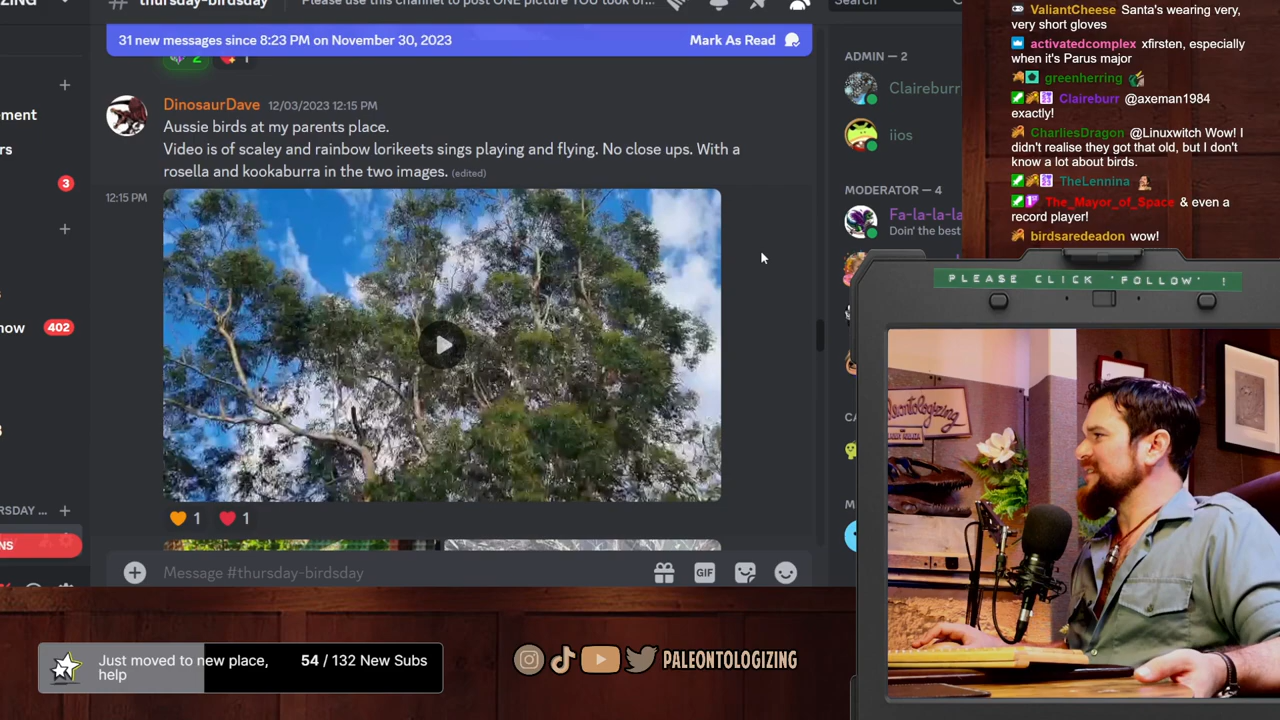 thursday-birdsday
Please use this channel to post ONE picture YOU took of...
Search
31 new messages since 8:23 PM on November 30, 2023
Mark As Read
2
1
DinosaurDave 12/03/2023 12:15 PM
Aussie birds at my parents place.
Video is of scaley and rainbow lorikeets sings playing and flying. No close ups. With a
rosella and kookaburra in the two images. (edited)
12:15 PM
1
1
Message #thursday-birdsday
GIF
3
402
ADMIN — 2
Claireburr
iios
MODERATOR — 4
Fa-la-la-la
Doin' the best
ValiantCheese Santa's wearing very,
very short gloves
activatedcomplex xfirsten, especially
when it's Parus major
greenherring
Claireburr @axeman1984
exactly!
CharliesDragon @Linuxwitch Wow! I
didn't realise they got that old, but I don't
know a lot about birds.
TheLennina
The_Mayor_of_Space & even a
record player!
birdsaredeadon wow!
PLEASE CLICK 'FOLLOW' !
Just moved to new place,
help
54 / 132 New Subs
PALEONTOLOGIZING